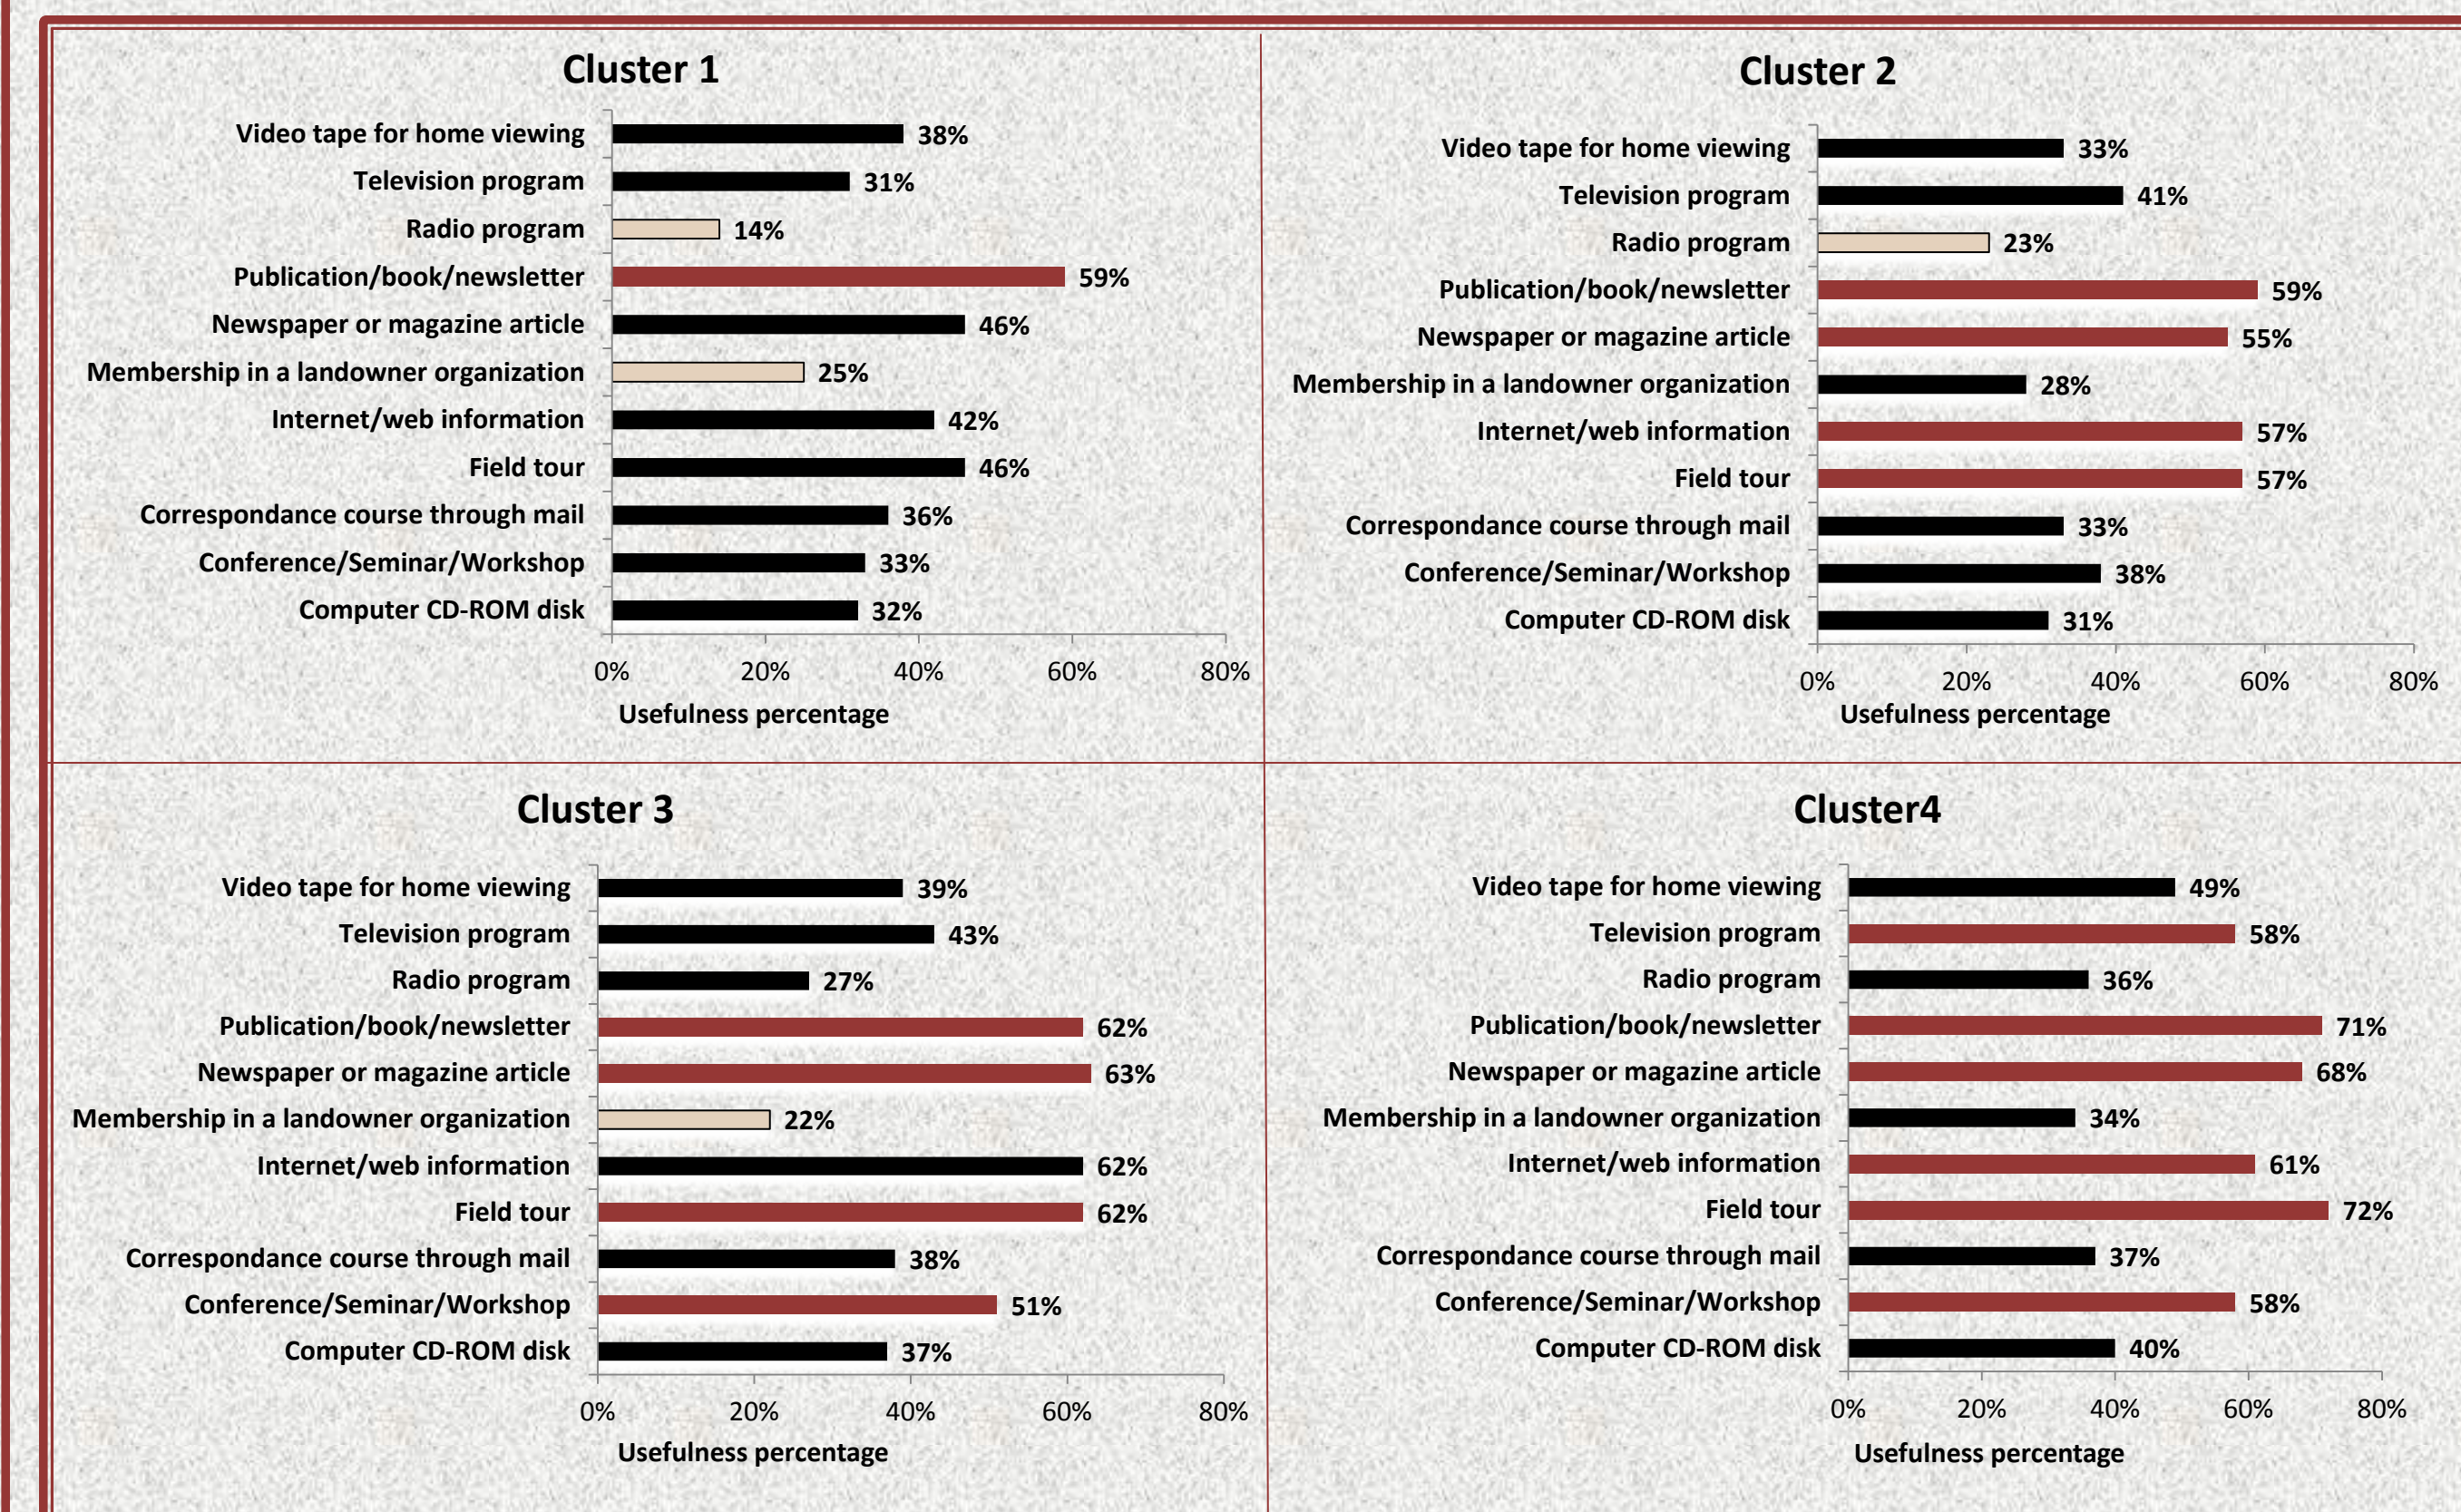 Cluster 1
Video tape for home viewing 38%
Television program 31%
Radio program 14%
Publication/book/newsletter 59%
Newspaper or magazine article 46%
Membership in a landowner organization 25%
Internet/web information 42%
Field tour 46%
Correspondance course through mail 36%
Conference/Seminar/Workshop 33%
Computer CD-ROM disk 32%
0% 20% 40% 60% 80%
Usefulness percentage
Cluster 2
Video tape for home viewing 33%
Television program 41%
Radio program 23%
Publication/book/newsletter 59%
Newspaper or magazine article 55%
Membership in a landowner organization 28%
Internet/web information 57%
Field tour 57%
Correspondance course through mail 33%
Conference/Seminar/Workshop 38%
Computer CD-ROM disk 31%
0% 20% 40% 60% 80%
Usefulness percentage
Cluster 3
Video tape for home viewing 39%
Television program 43%
Radio program 27%
Publication/book/newsletter 62%
Newspaper or magazine article 63%
Membership in a landowner organization 22%
Internet/web information 62%
Field tour 62%
Correspondance course through mail 38%
Conference/Seminar/Workshop 51%
Computer CD-ROM disk 37%
0% 20% 40% 60% 80%
Usefulness percentage
Cluster4
Video tape for home viewing 49%
Television program 58%
Radio program 36%
Publication/book/newsletter 71%
Newspaper or magazine article 68%
Membership in a landowner organization 34%
Internet/web information 61%
Field tour 72%
Correspondance course through mail 37%
Conference/Seminar/Workshop 58%
Computer CD-ROM disk 40%
0% 20% 40% 60% 80%
Usefulness percentage